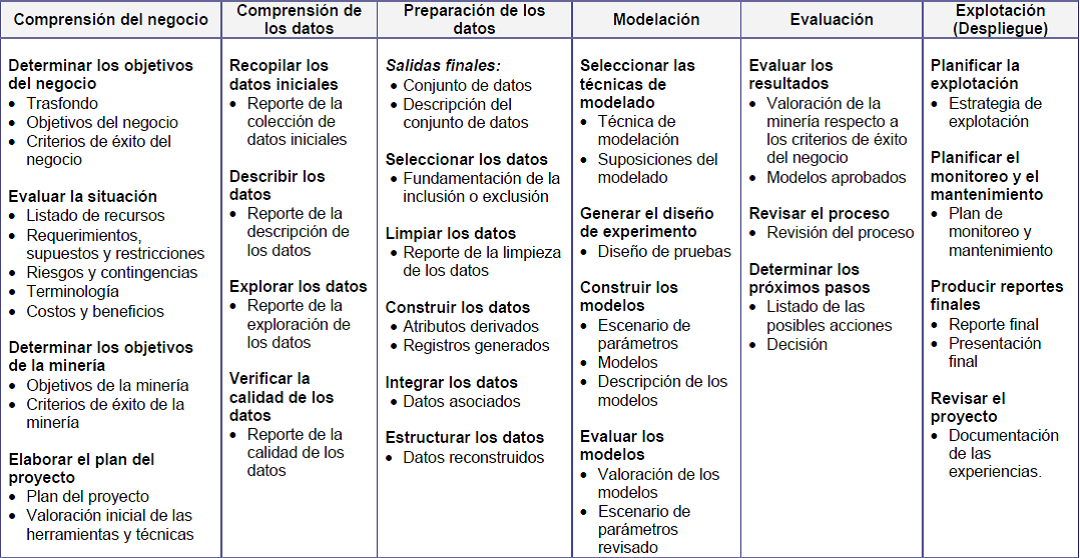 Comprensión del negocio
Determinar los objetivos
del negocio
• Trasfondo
• Objetivos del negocio
• Criterios de éxito del
negocio
Evaluar la situación
• Listado de recursos
• Requerimientos,
supuestos y restricciones
• Riesgos y contingencias
• Terminología
• Costos y beneficios
Determinar los objetivos
de la minería
• Objetivos de la minería
• Criterios de éxito de la
minería
Elaborar el plan del
proyecto
• Plan del proyecto
• Valoración inicial de las
herramientas y técnicas
Comprensión de
los datos
Recopilar los
datos iniciales
• Reporte de la
colección de
datos iniciales
Describir los
datos
• Reporte de la
descripción de
los datos
Explorar los datos
• Reporte de la
exploración de
los datos
Verificar la
calidad de los
datos
• Reporte de la
calidad de los
datos
Preparación de los
datos
Salidas finales:
• Conjunto de datos
• Descripción del
conjunto de datos
Seleccionar los datos
• Fundamentación de la
inclusión o exclusión
Limpiar los datos
• Reporte de la limpieza
de los datos
Construir los datos
• Atributos derivados
• Registros generados
Integrar los datos
• Datos asociados
Estructurar los datos
• Datos reconstruidos
Modelación
Seleccionar las
técnicas de
modelado
• Técnica de
modelación
• Suposiciones del
modelado
Generar el diseño
de experimento
• Diseño de pruebas
Construir los
modelos
• Escenario de
parámetros
• Modelos
• Descripción de los
modelos
Evaluar los
modelos
• Valoración de los
modelos
• Escenario de
parámetros
revisado
Evaluación
Evaluar los
resultados
• Valoración de la
minería respecto a
los criterios de éxito
del negocio
• Modelos aprobados
Revisar el proceso
• Revisión del proceso
Determinar los
próximos pasos
• Listado de las
posibles acciones
• Decisión
Explotación
(Despliegue)
Planificar la
explotación
• Estrategia de
explotación
Planificar el
monitoreo y el
mantenimiento
• Plan de
monitoreo y
mantenimiento
Producir reportes
finales
• Reporte final
• Presentación
final
Revisar el
proyecto
• Documentación
de las
experiencias.